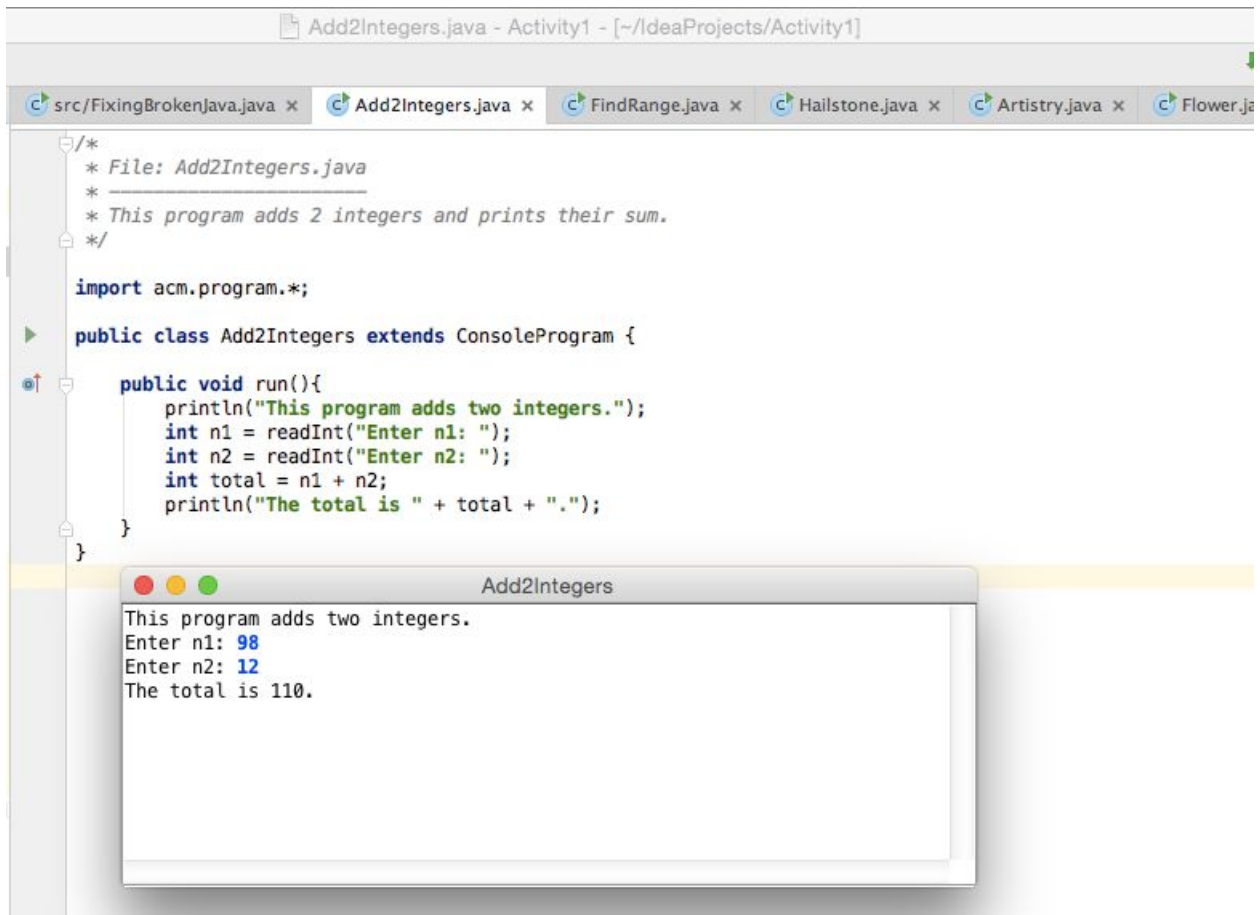 Add2Integers.java - Activity1 - [~/IdeaProjects/Activity1]
src/FixingBrokenJava.java × Add2Integers.java × FindRange.java × Hailstone.java × Artistry.java × Flower.ja
/*
* File: Add2Integers.java
* -----------------------
* This program adds 2 integers and prints their sum.
*/
import acm.program.*;
public class Add2Integers extends ConsoleProgram {
public void run(){
println("This program adds two integers.");
int n1 = readInt("Enter n1: ");
int n2 = readInt("Enter n2: ");
int total = n1 + n2;
println("The total is " + total + ".");
}
}
Add2Integers
This program adds two integers.
Enter n1: 98
Enter n2: 12
The total is 110.